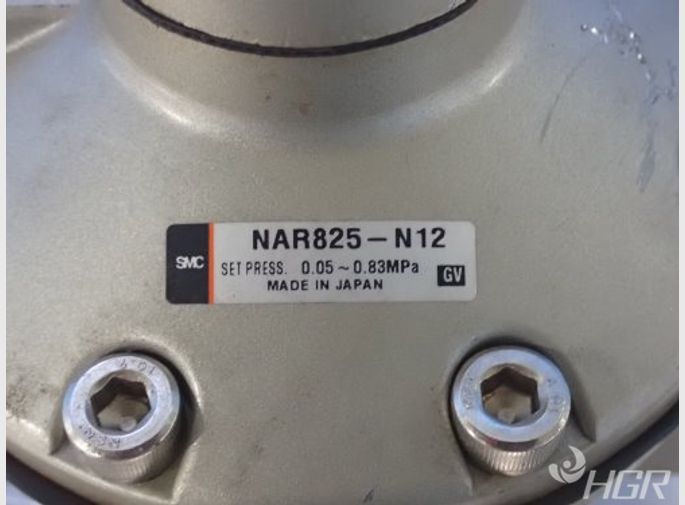 NAR825-N12
SMC
SET PRESS. 0.05~0.83MPa
GV
MADE IN JAPAN
HGR